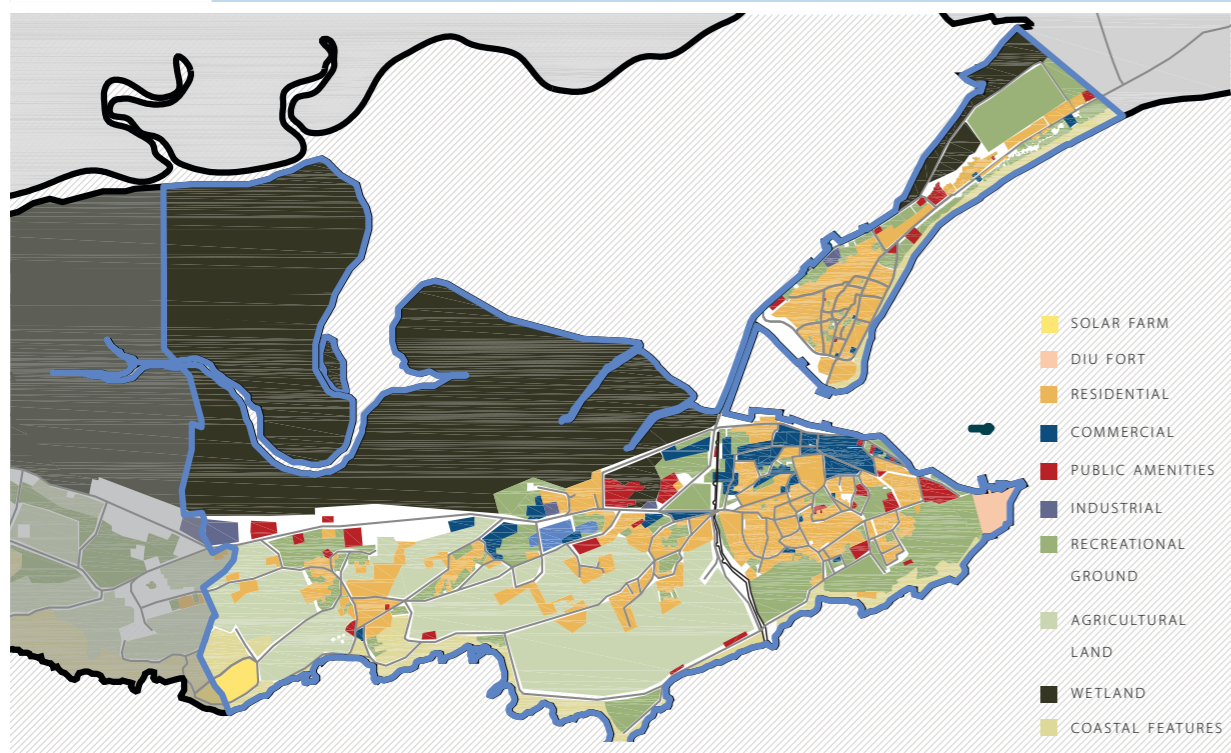 SOLAR FARM
DIU FORT
RESIDENTIAL
COMMERCIAL
PUBLIC AMENITIES
INDUSTRIAL
RECREATIONAL
GROUND
AGRICULTURAL
LAND
WETLAND
COASTAL FEATURES